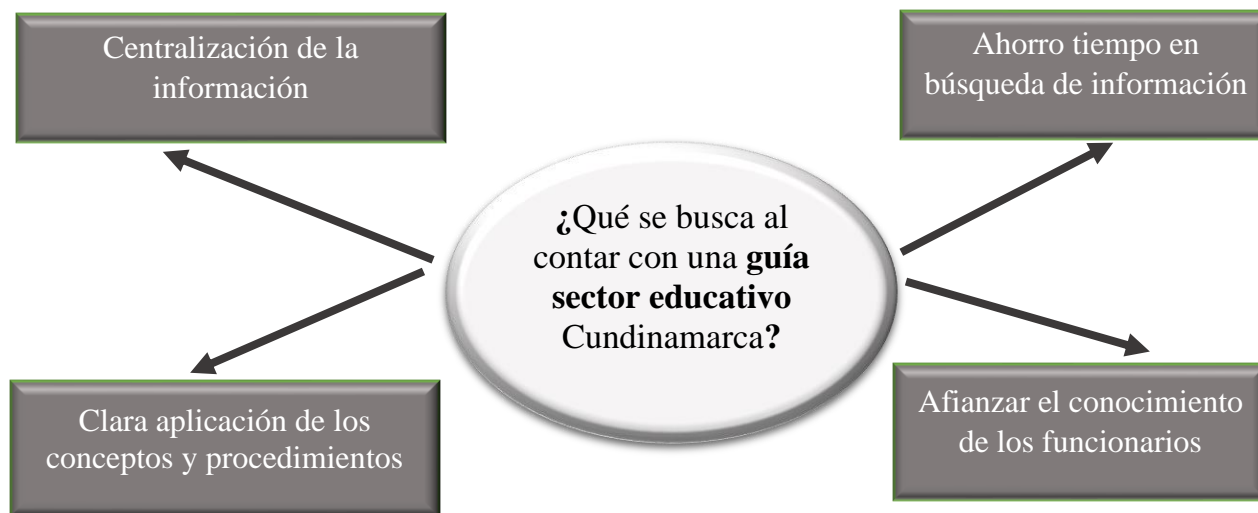 Centralización de la
información
Ahorro tiempo en
búsqueda de información
¿Qué se busca al
contar con una guía
sector educativo
Cundinamarca?
Clara aplicación de los
conceptos y procedimientos
Afianzar el conocimiento
de los funcionarios